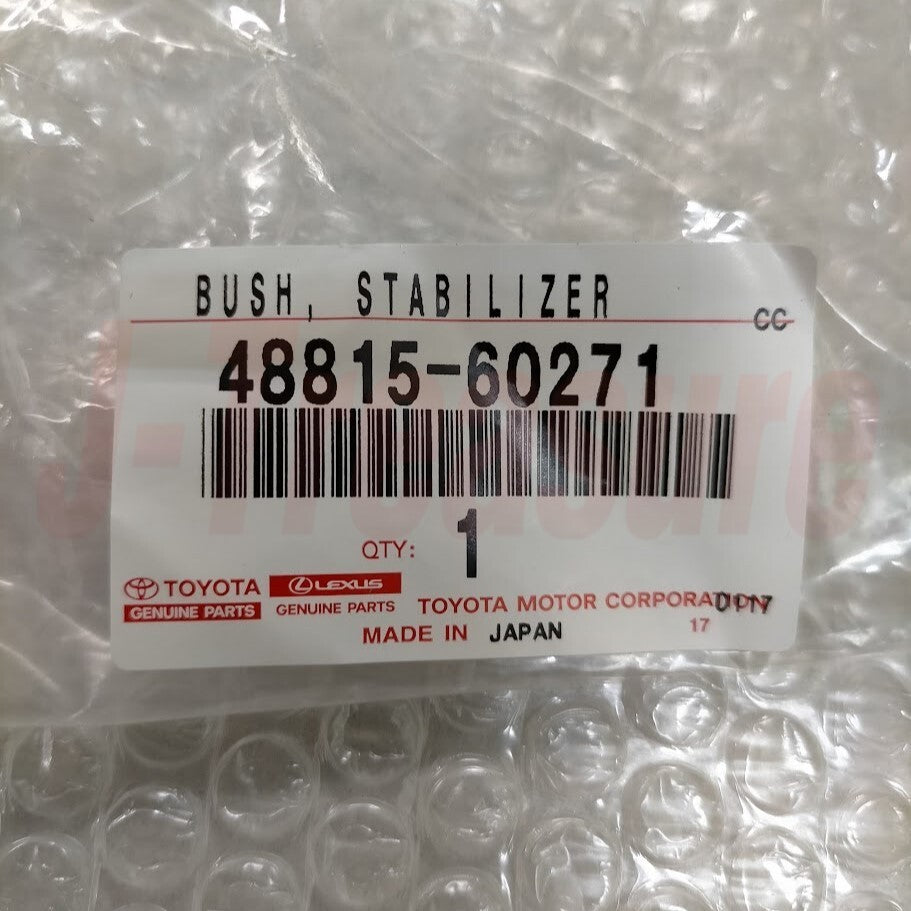 BUSH, STABILIZER
CC
48815-60271
J-Treasure
QTY: 1
TOYOTA LEXUS
GENUINE PARTS GENUINE PARTS TOYOTA MOTOR CORPORATION
MADE IN JAPAN 17